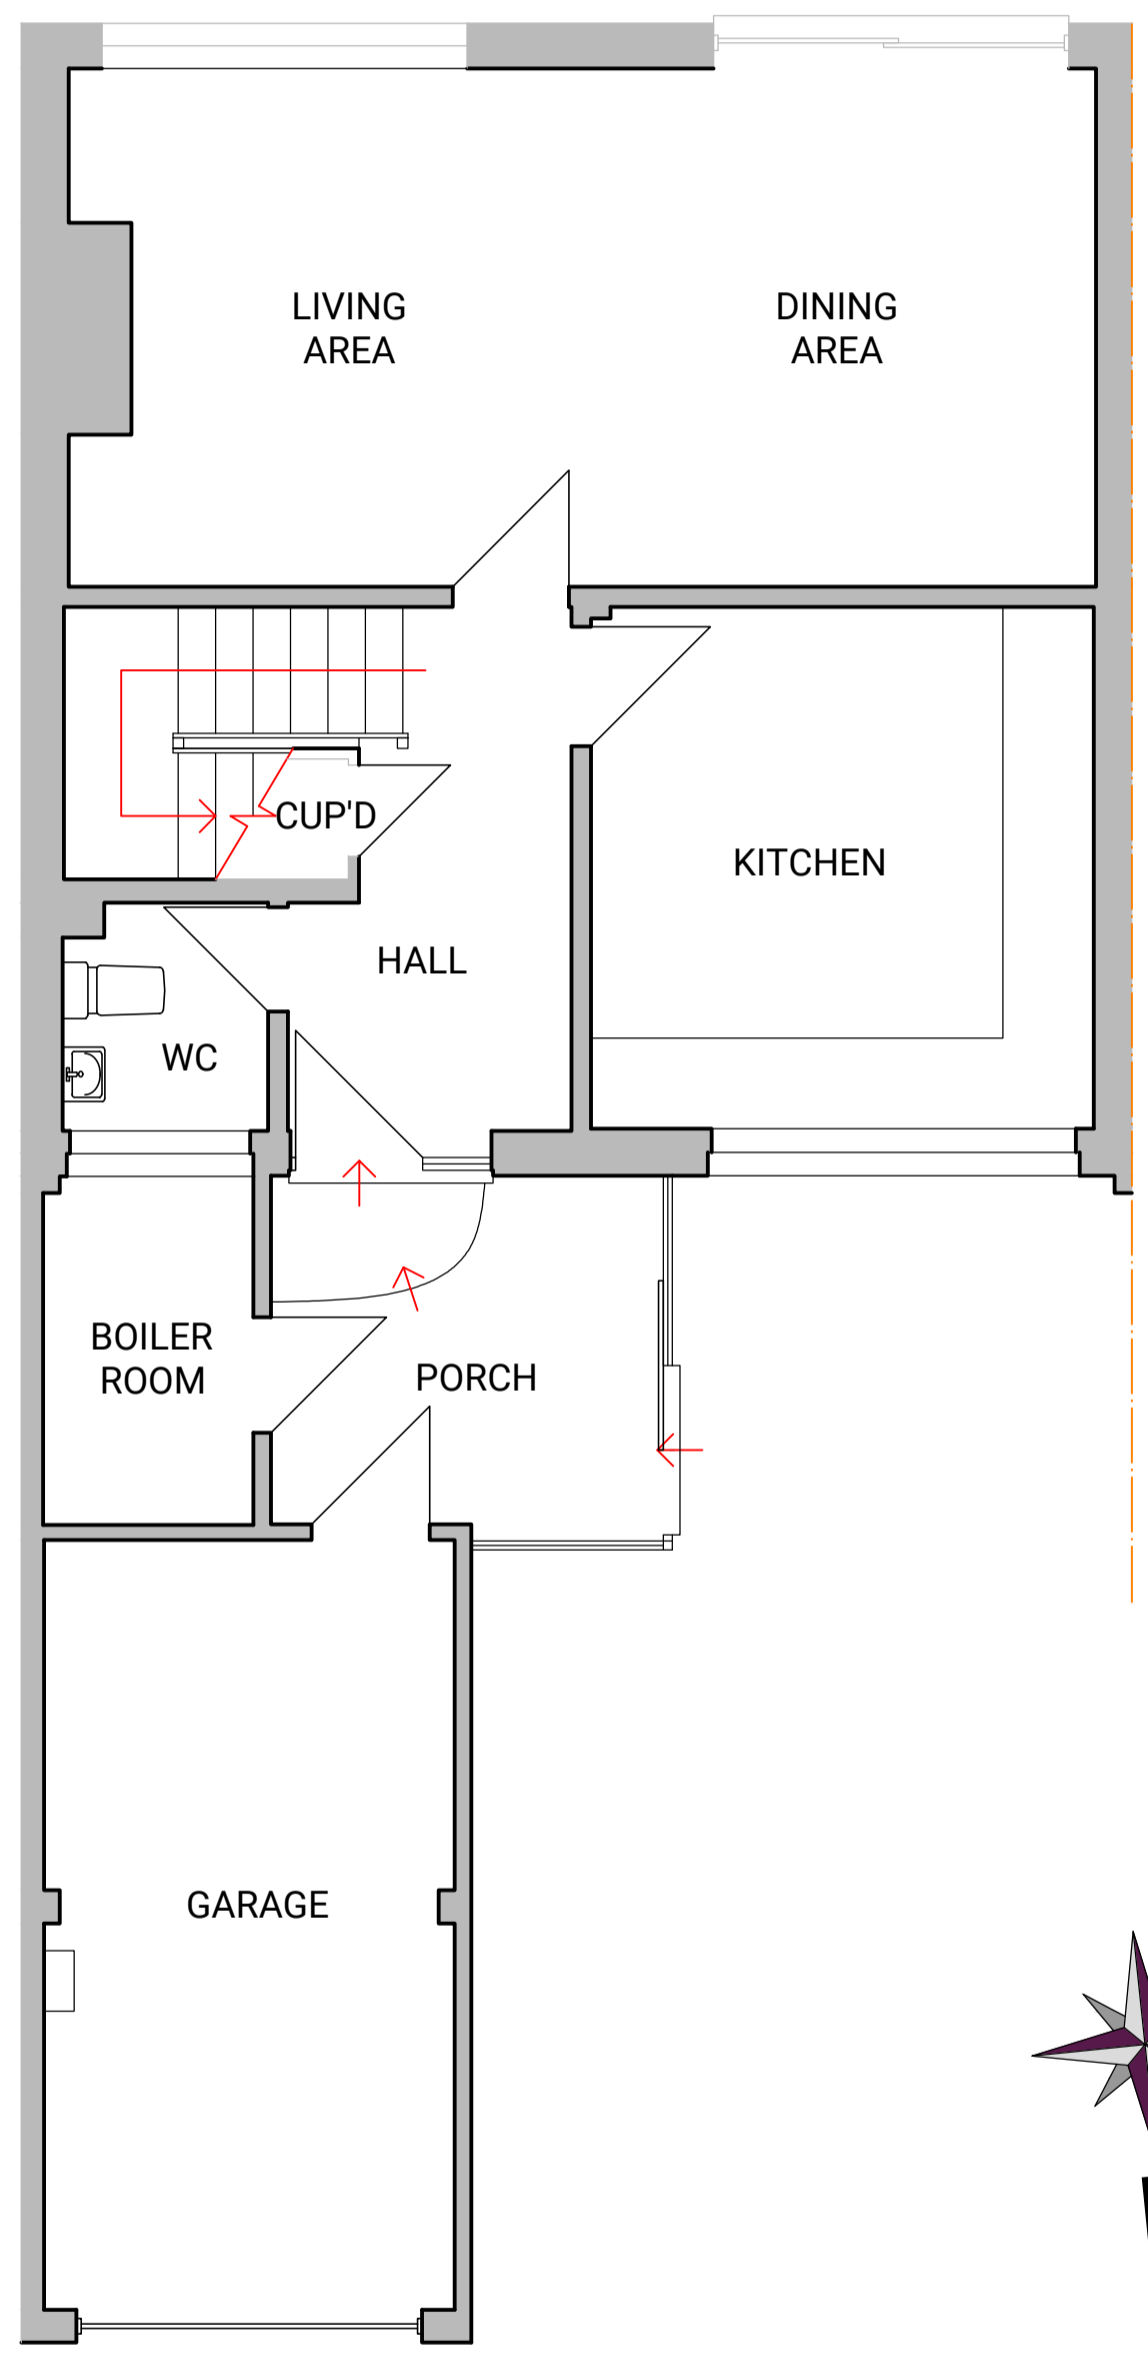 LIVING
AREA
DINING
AREA
CUP'D
KITCHEN
HALL
WC
BOILER
ROOM
PORCH
GARAGE